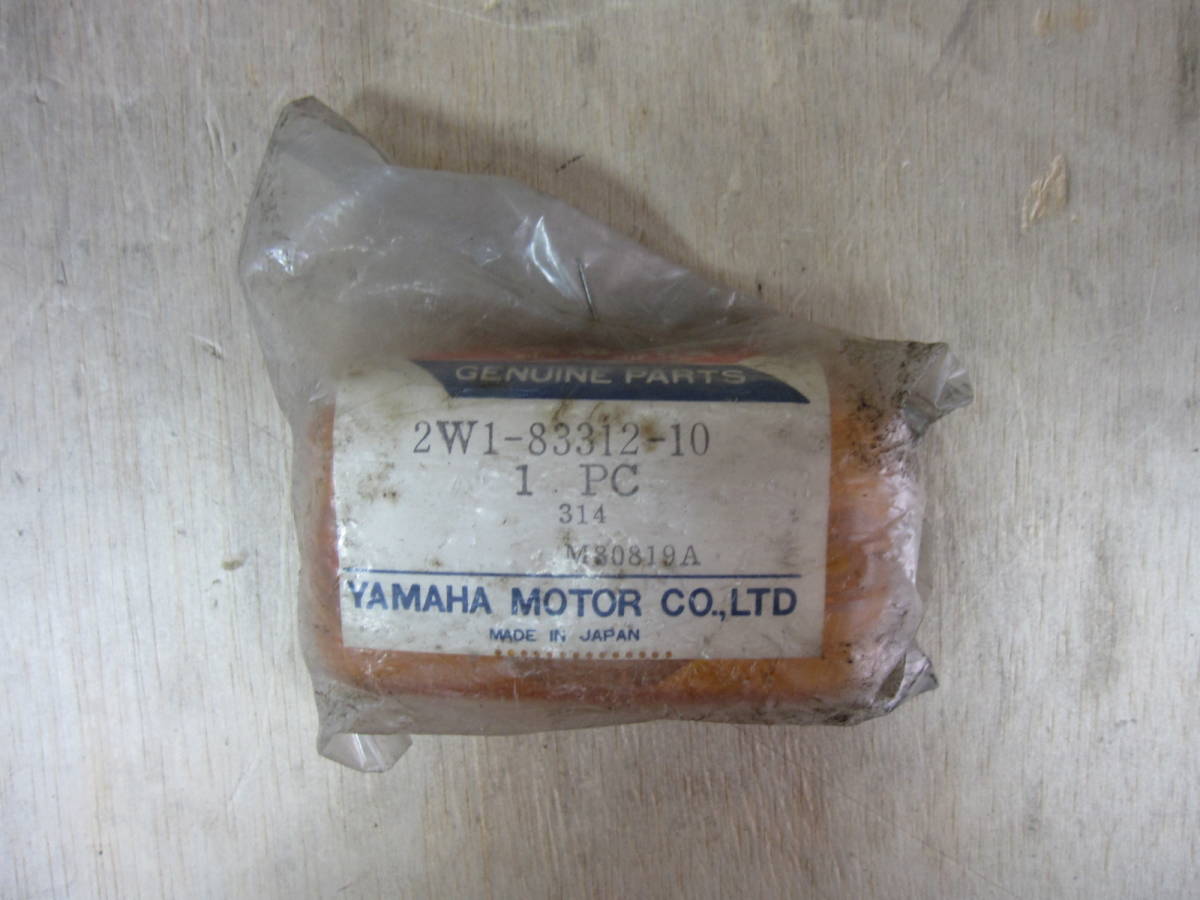 GENUINE PARTS
2W1-83312-10
1 PC
314
M80819A
YAMAHA MOTOR CO.,LTD
MADE IN JAPAN